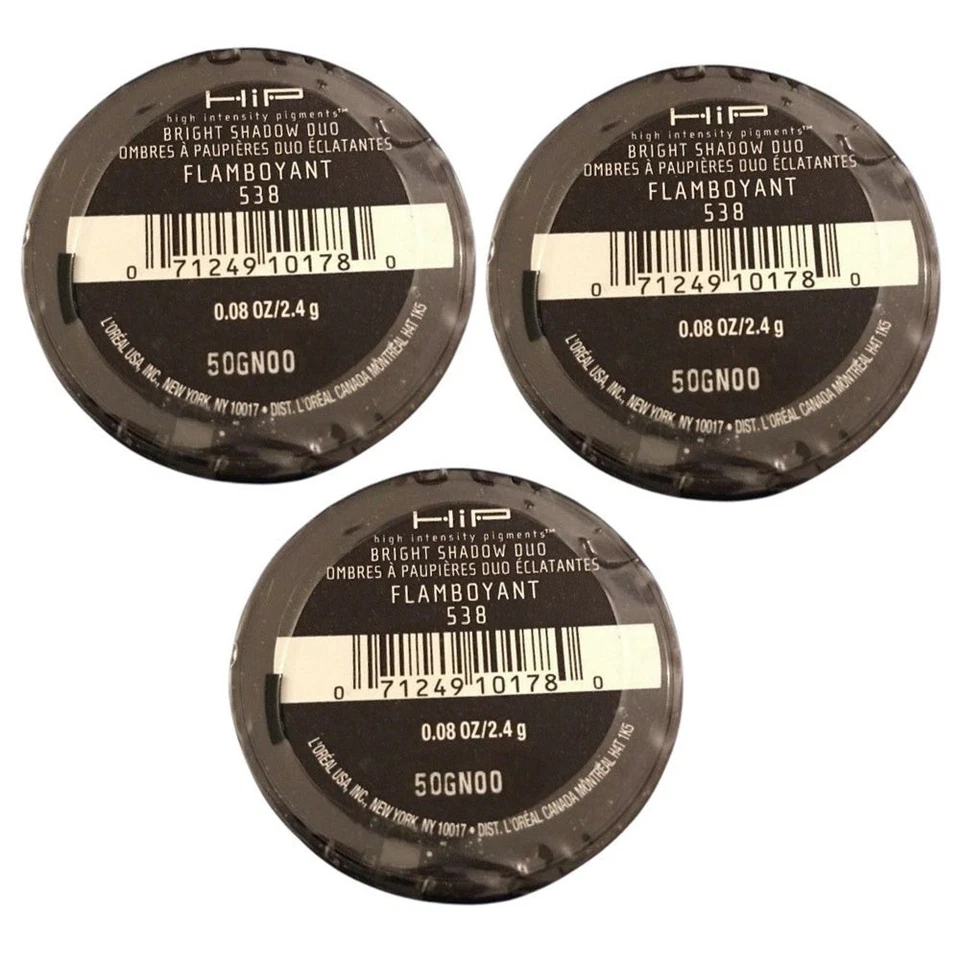 HiP
high intensity pigments™
BRIGHT SHADOW DUO
OMBRES À PAUPIÈRES DUO ÉCLATANTES
FLAMBOYANT
538
0 71249 10178 0
0.08 OZ/2.4 g
50GN00
L'ORÉAL USA, INC., NEW YORK, NY 10017 • DIST. L'ORÉAL CANADA MONTRÉAL H4T 1K5
HiP
high intensity pigments™
BRIGHT SHADOW DUO
OMBRES À PAUPIÈRES DUO ÉCLATANTES
FLAMBOYANT
538
0 71249 10178 0
0.08 OZ/2.4 g
50GN00
L'ORÉAL USA, INC., NEW YORK, NY 10017 • DIST. L'ORÉAL CANADA MONTRÉAL H4T 1K5
HiP
high intensity pigments™
BRIGHT SHADOW DUO
OMBRES À PAUPIÈRES DUO ÉCLATANTES
FLAMBOYANT
538
0 71249 10178 0
0.08 OZ/2.4 g
50GN00
L'ORÉAL USA, INC., NEW YORK, NY 10017 • DIST. L'ORÉAL CANADA MONTRÉAL H4T 1K5